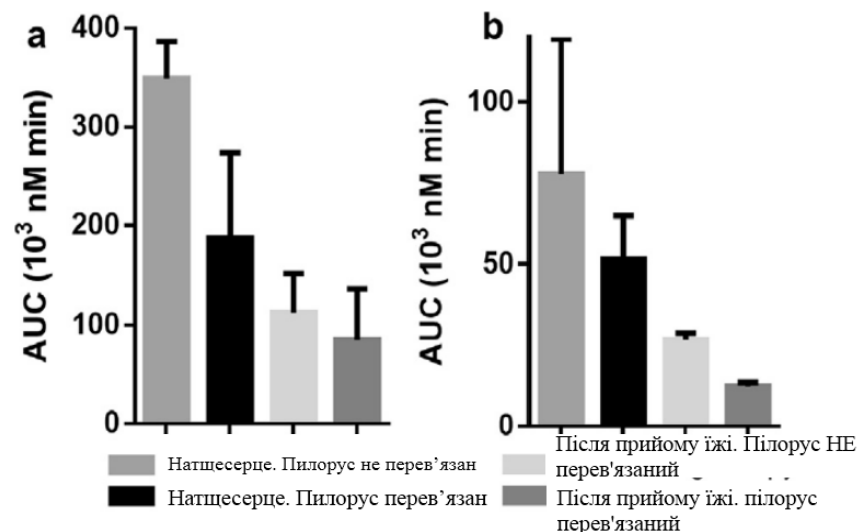 a
AUC (10³ nM min)
400
300
200
100
0
b
AUC (10³ nM min)
100
50
0
Натщесерце. Пилорус не перев’язан
Натщесерце. Пилорус перев’язан
Після прийому їжі. Пілорус НЕ
перев'язаний
Після прийому їжі. пілорус
перев'язаний